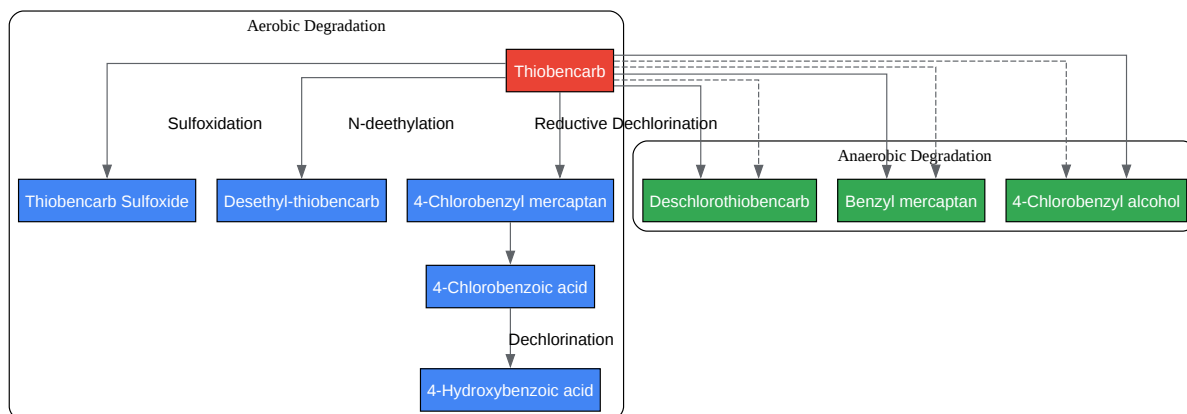 Aerobic Degradation
Thiobencarb
Sulfoxidation
N-deethylation
Reductive Dechlorination
Anaerobic Degradation
Thiobencarb Sulfoxide
Desethyl-thiobencarb
4-Chlorobenzyl mercaptan
Deschlorothiobencarb
Benzyl mercaptan
4-Chlorobenzyl alcohol
4-Chlorobenzoic acid
Dechlorination
4-Hydroxybenzoic acid